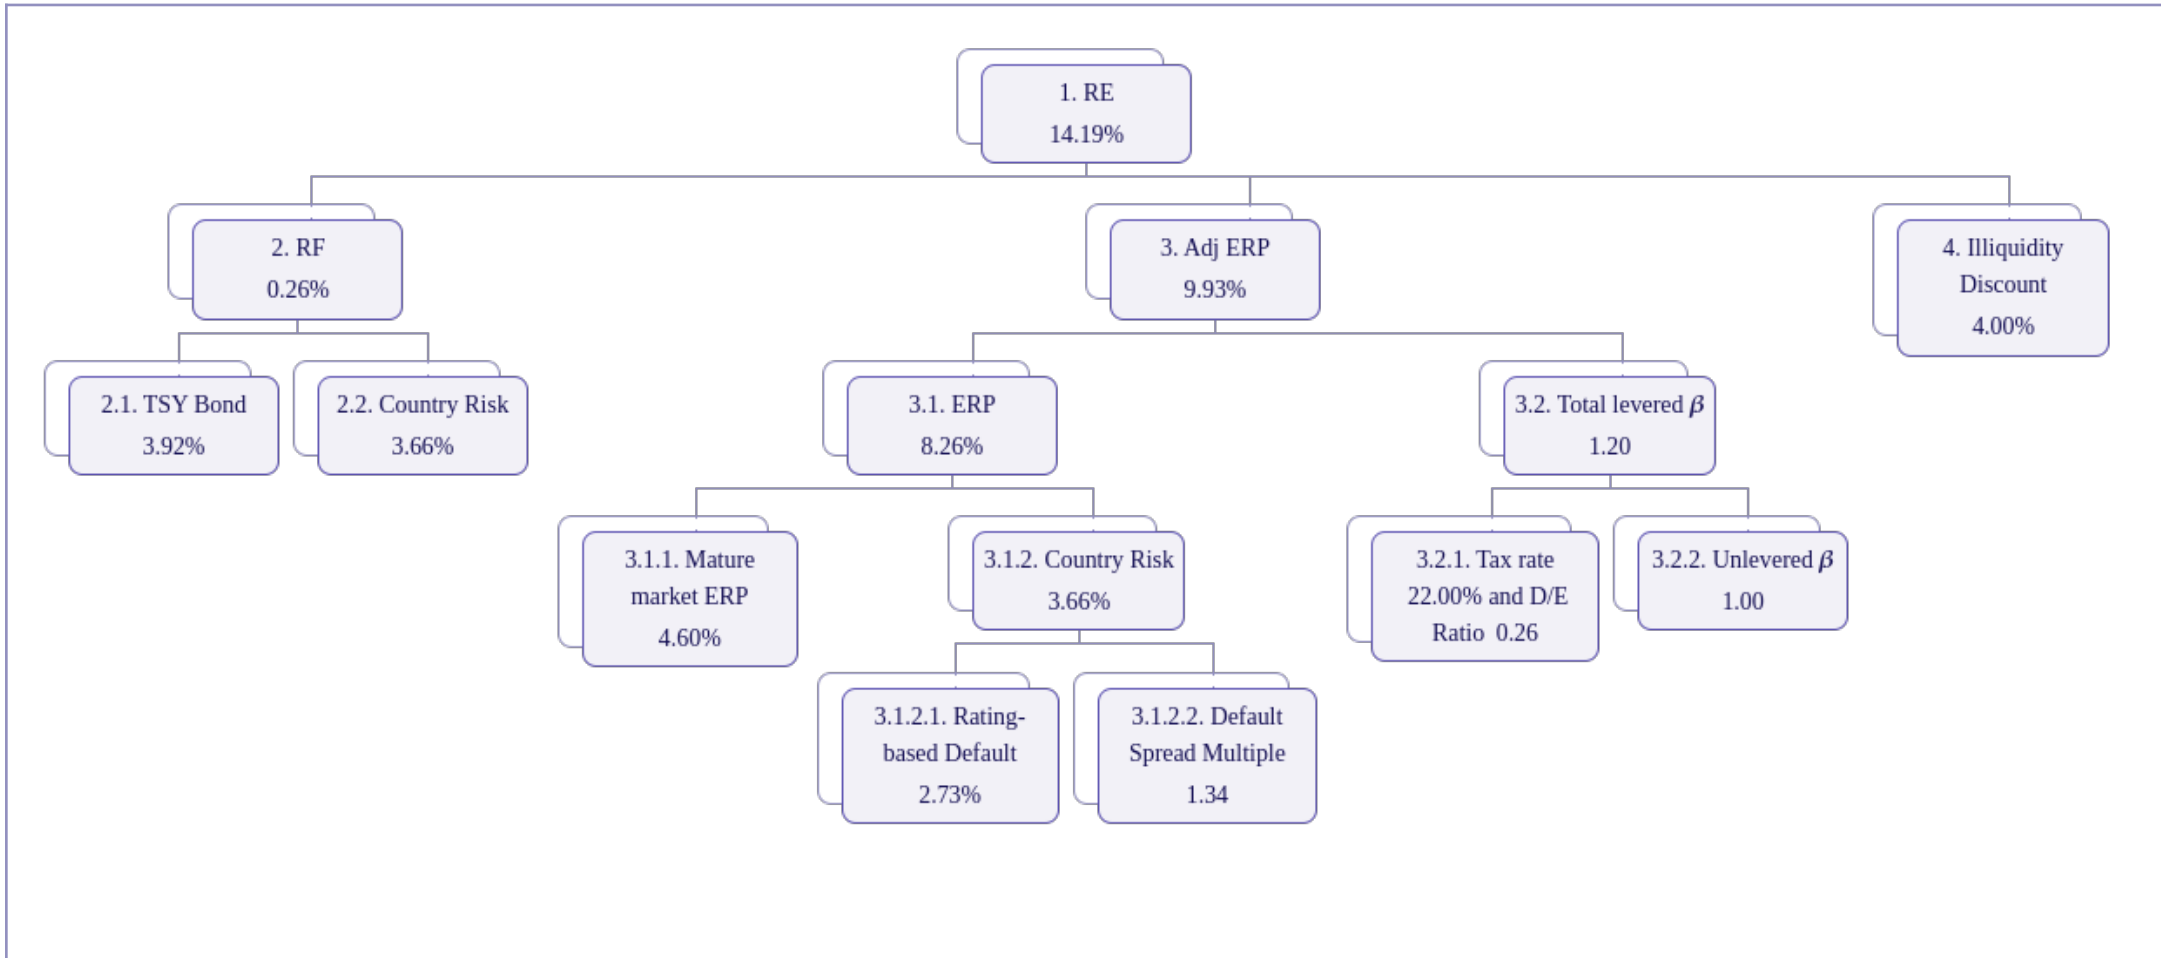 1. RE
14.19%
2. RF
0.26%
3. Adj ERP
9.93%
4. Illiquidity
Discount
4.00%
2.1. TSY Bond
3.92%
2.2. Country Risk
3.66%
3.1. ERP
8.26%
3.2. Total levered β
1.20
3.1.1. Mature
market ERP
4.60%
3.1.2. Country Risk
3.66%
3.2.1. Tax rate
22.00% and D/E
Ratio 0.26
3.2.2. Unlevered β
1.00
3.1.2.1. Rating-
based Default
2.73%
3.1.2.2. Default
Spread Multiple
1.34